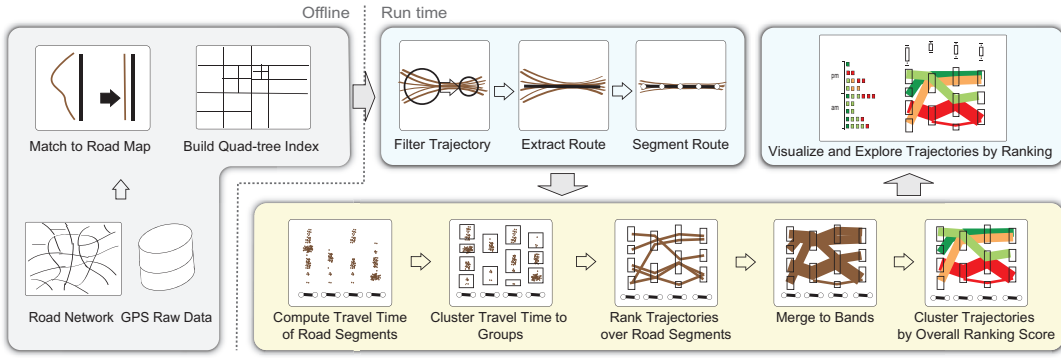 Offline
Run time
Match to Road Map
Build Quad-tree Index
Road Network
GPS Raw Data
Filter Trajectory
Extract Route
Segment Route
pm
am
Visualize and Explore Trajectories by Ranking
Compute Travel Time
of Road Segments
Cluster Travel Time to
Groups
Rank Trajectories
over Road Segments
Merge to Bands
Cluster Trajectories
by Overall Ranking Score